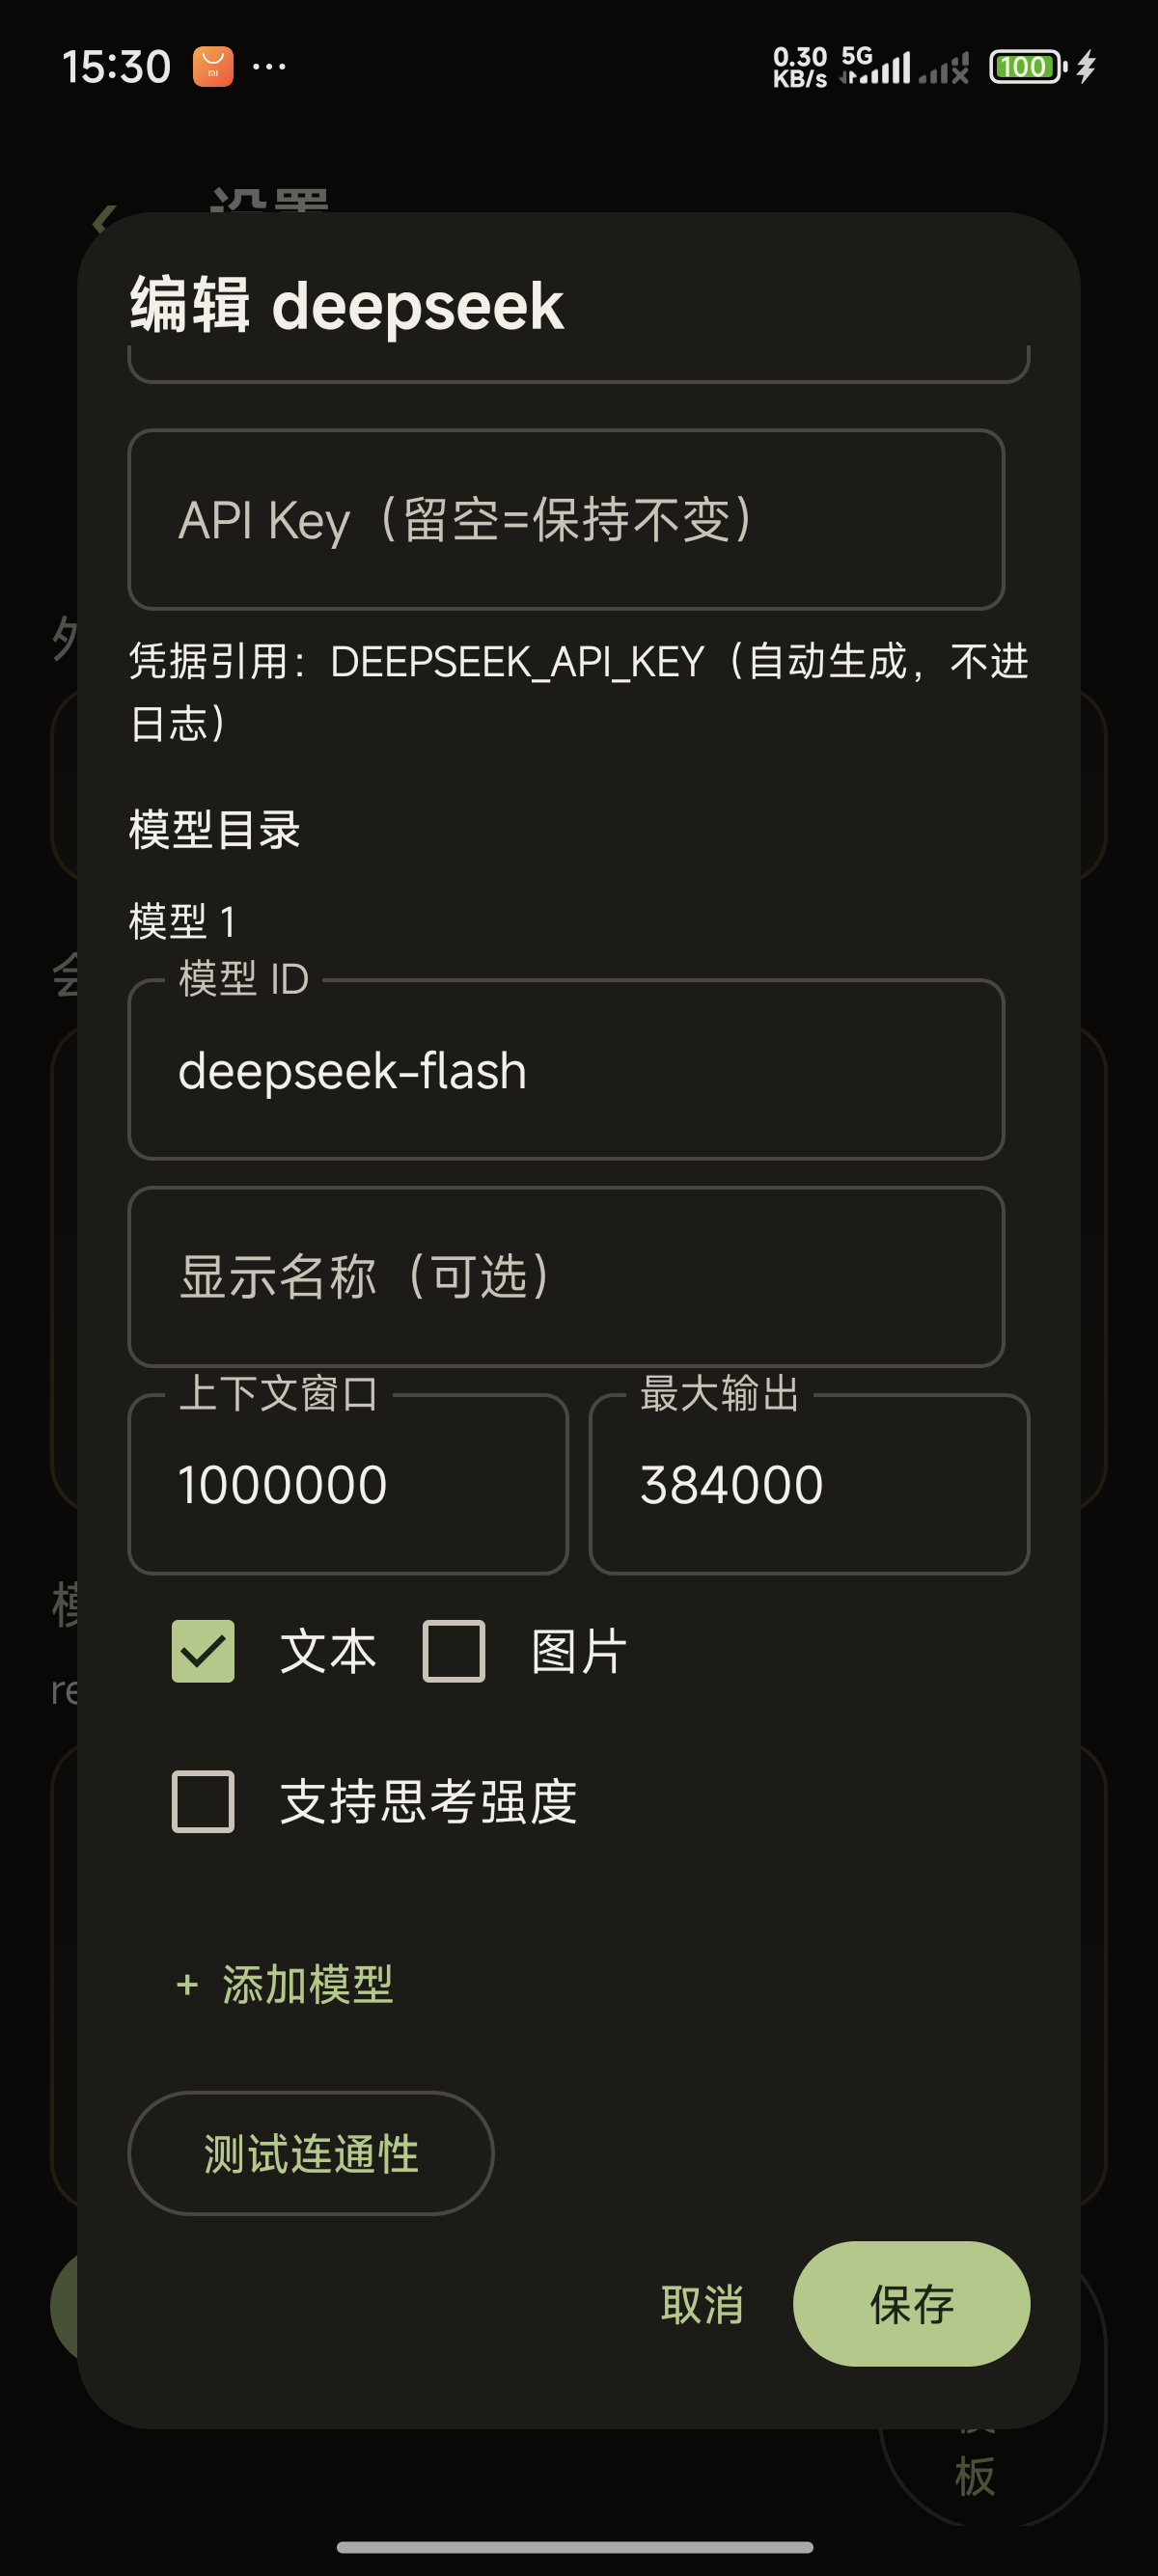 15:30
0.30 KB/s 5G 100
设置
编辑 deepseek
API Key（留空=保持不变）
凭据引用：DEEPSEEK_API_KEY（自动生成，不进
日志）
模型目录
模型 1
模型 ID
deepseek-flash
显示名称（可选）
上下文窗口 最大输出
1000000 384000
文本 图片
支持思考强度
re
+ 添加模型
测试连通性
取消 保存
板